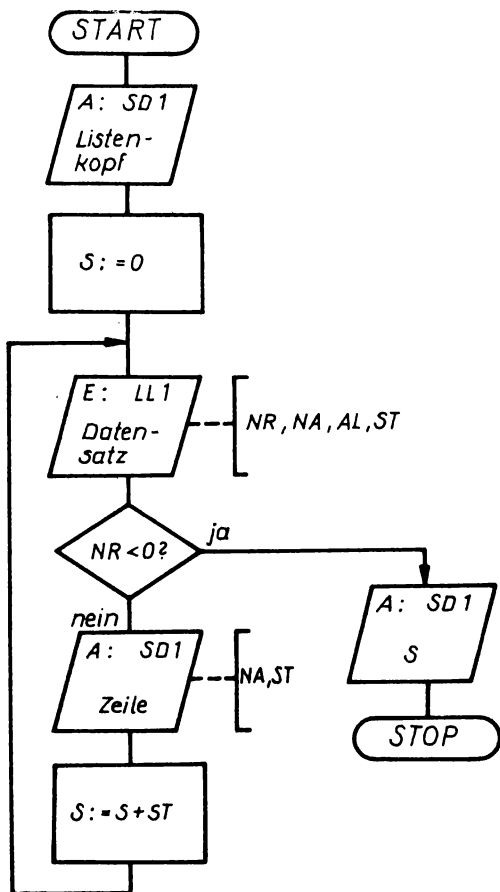 START
A: SD1
Listen-
kopf
S:=0
E: LL1
Daten-
satz
NR, NA, AL, ST
NR<0?
ja
nein
A: SD1
S
STOP
A: SD1
Zeile
NA,ST
S:=S+ST